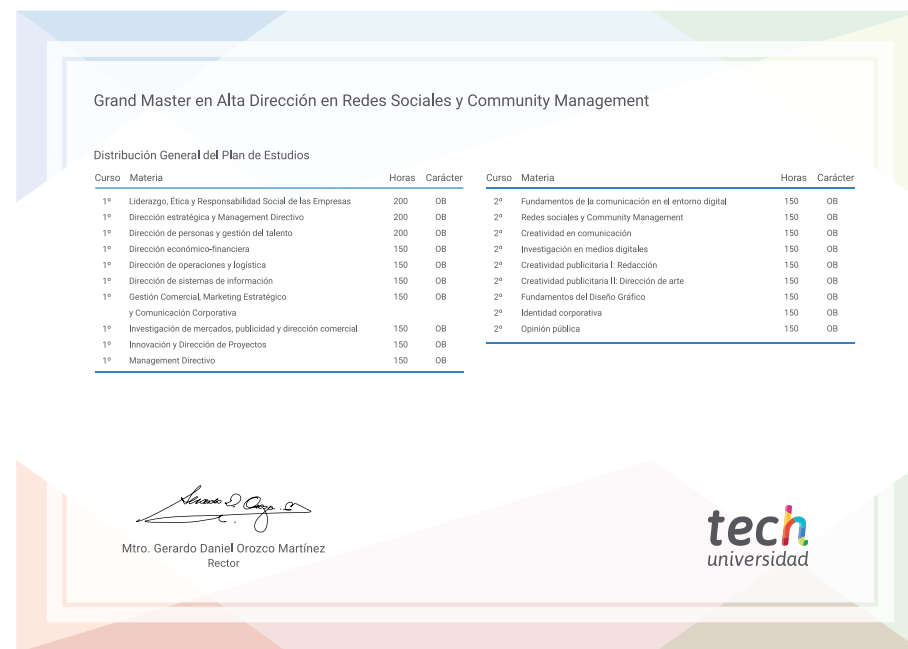 Grand Master en Alta Dirección en Redes Sociales y Community Management
Distribución General del Plan de Estudios
Curso Materia Horas Carácter
1º Liderazgo, Ética y Responsabilidad Social de las Empresas 200 OB
1º Dirección estratégica y Management Directivo 200 OB
1º Dirección de personas y gestión del talento 200 OB
1º Dirección económico-financiera 150 OB
1º Dirección de operaciones y logística 150 OB
1º Dirección de sistemas de información 150 OB
1º Gestión Comercial, Marketing Estratégico 150 OB
y Comunicación Corporativa
1º Investigación de mercados, publicidad y dirección comercial 150 OB
1º Innovación y Dirección de Proyectos 150 OB
1º Management Directivo 150 OB
Curso Materia Horas Carácter
2º Fundamentos de la comunicación en el entorno digital 150 OB
2º Redes sociales y Community Management 150 OB
2º Creatividad en comunicación 150 OB
2º Investigación en medios digitales 150 OB
2º Creatividad publicitaria I: Redacción 150 OB
2º Creatividad publicitaria II: Dirección de arte 150 OB
2º Fundamentos del Diseño Gráfico 150 OB
2º Identidad corporativa 150 OB
2º Opinión pública 150 OB
Mtro. Gerardo Daniel Orozco Martínez
Rector
tech
universidad